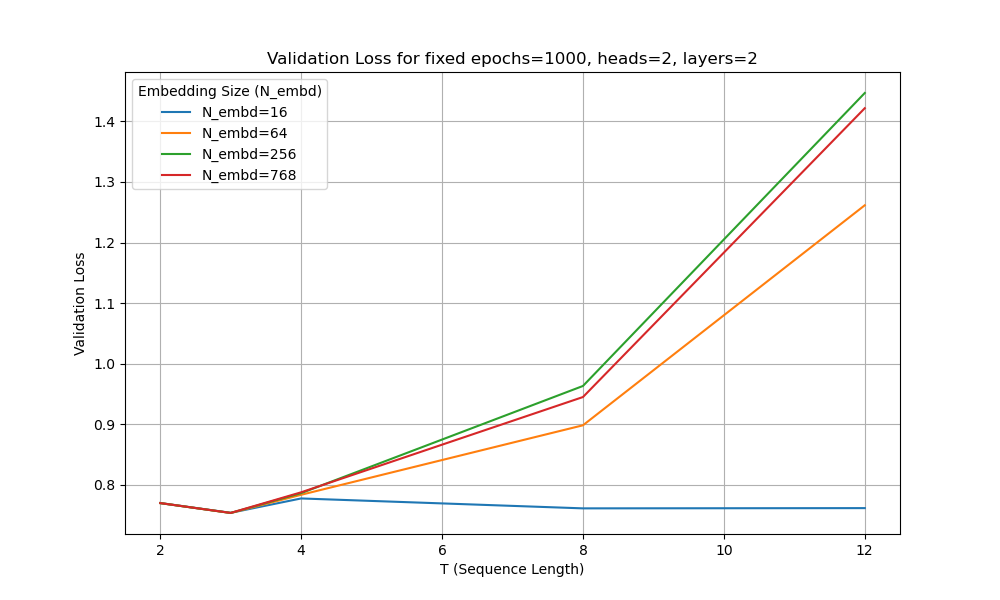 Validation Loss for fixed epochs=1000, heads=2, layers=2
Embedding Size (N_embd)
N_embd=16
N_embd=64
N_embd=256
N_embd=768
Validation Loss
1.4
1.3
1.2
1.1
1.0
0.9
0.8
2 4 6 8 10 12
T (Sequence Length)